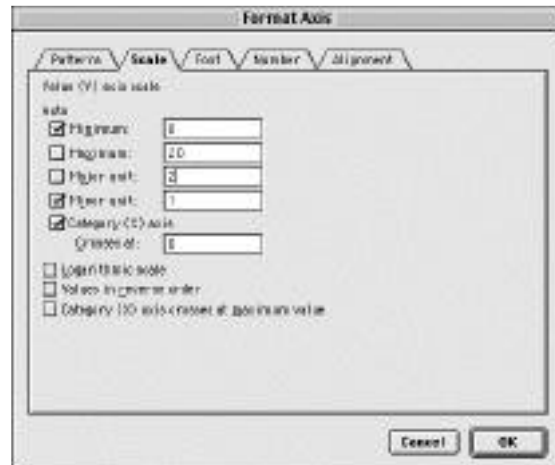 Format Axis
Patterns Scale Font Number Alignment
Value (Y) axis scale
Auto
Minimum: 0
Maximum: 20
Major unit: 2
Minor unit: 1
Category (X) axis
Crosses at: 0
Logarithmic scale
Values in reverse order
Category (X) axis crosses at maximum value
Cancel OK